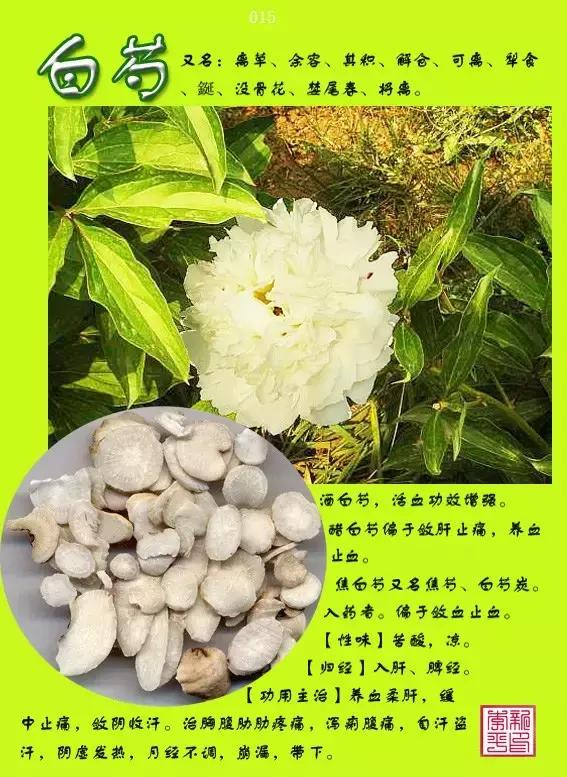 015
白芍
又名：离草、余容、其积、解仓、可离、犁食
、鋋、没骨花、婪尾春、将离。
酒白芍，活血功效增强。
醋白芍偏于敛肝止痛，养血
止血。
焦白芍又名焦芍、白芍炭。
入药者。偏于敛血止血。
【性味】苦酸，凉。
【归经】入肝、脾经。
【功用主治】养血柔肝，缓
中止痛，敛阴收汗。治胸腹胁肋疼痛，泻痢腹痛，自汗盗
汗，阴虚发热，月经不调，崩漏，带下。